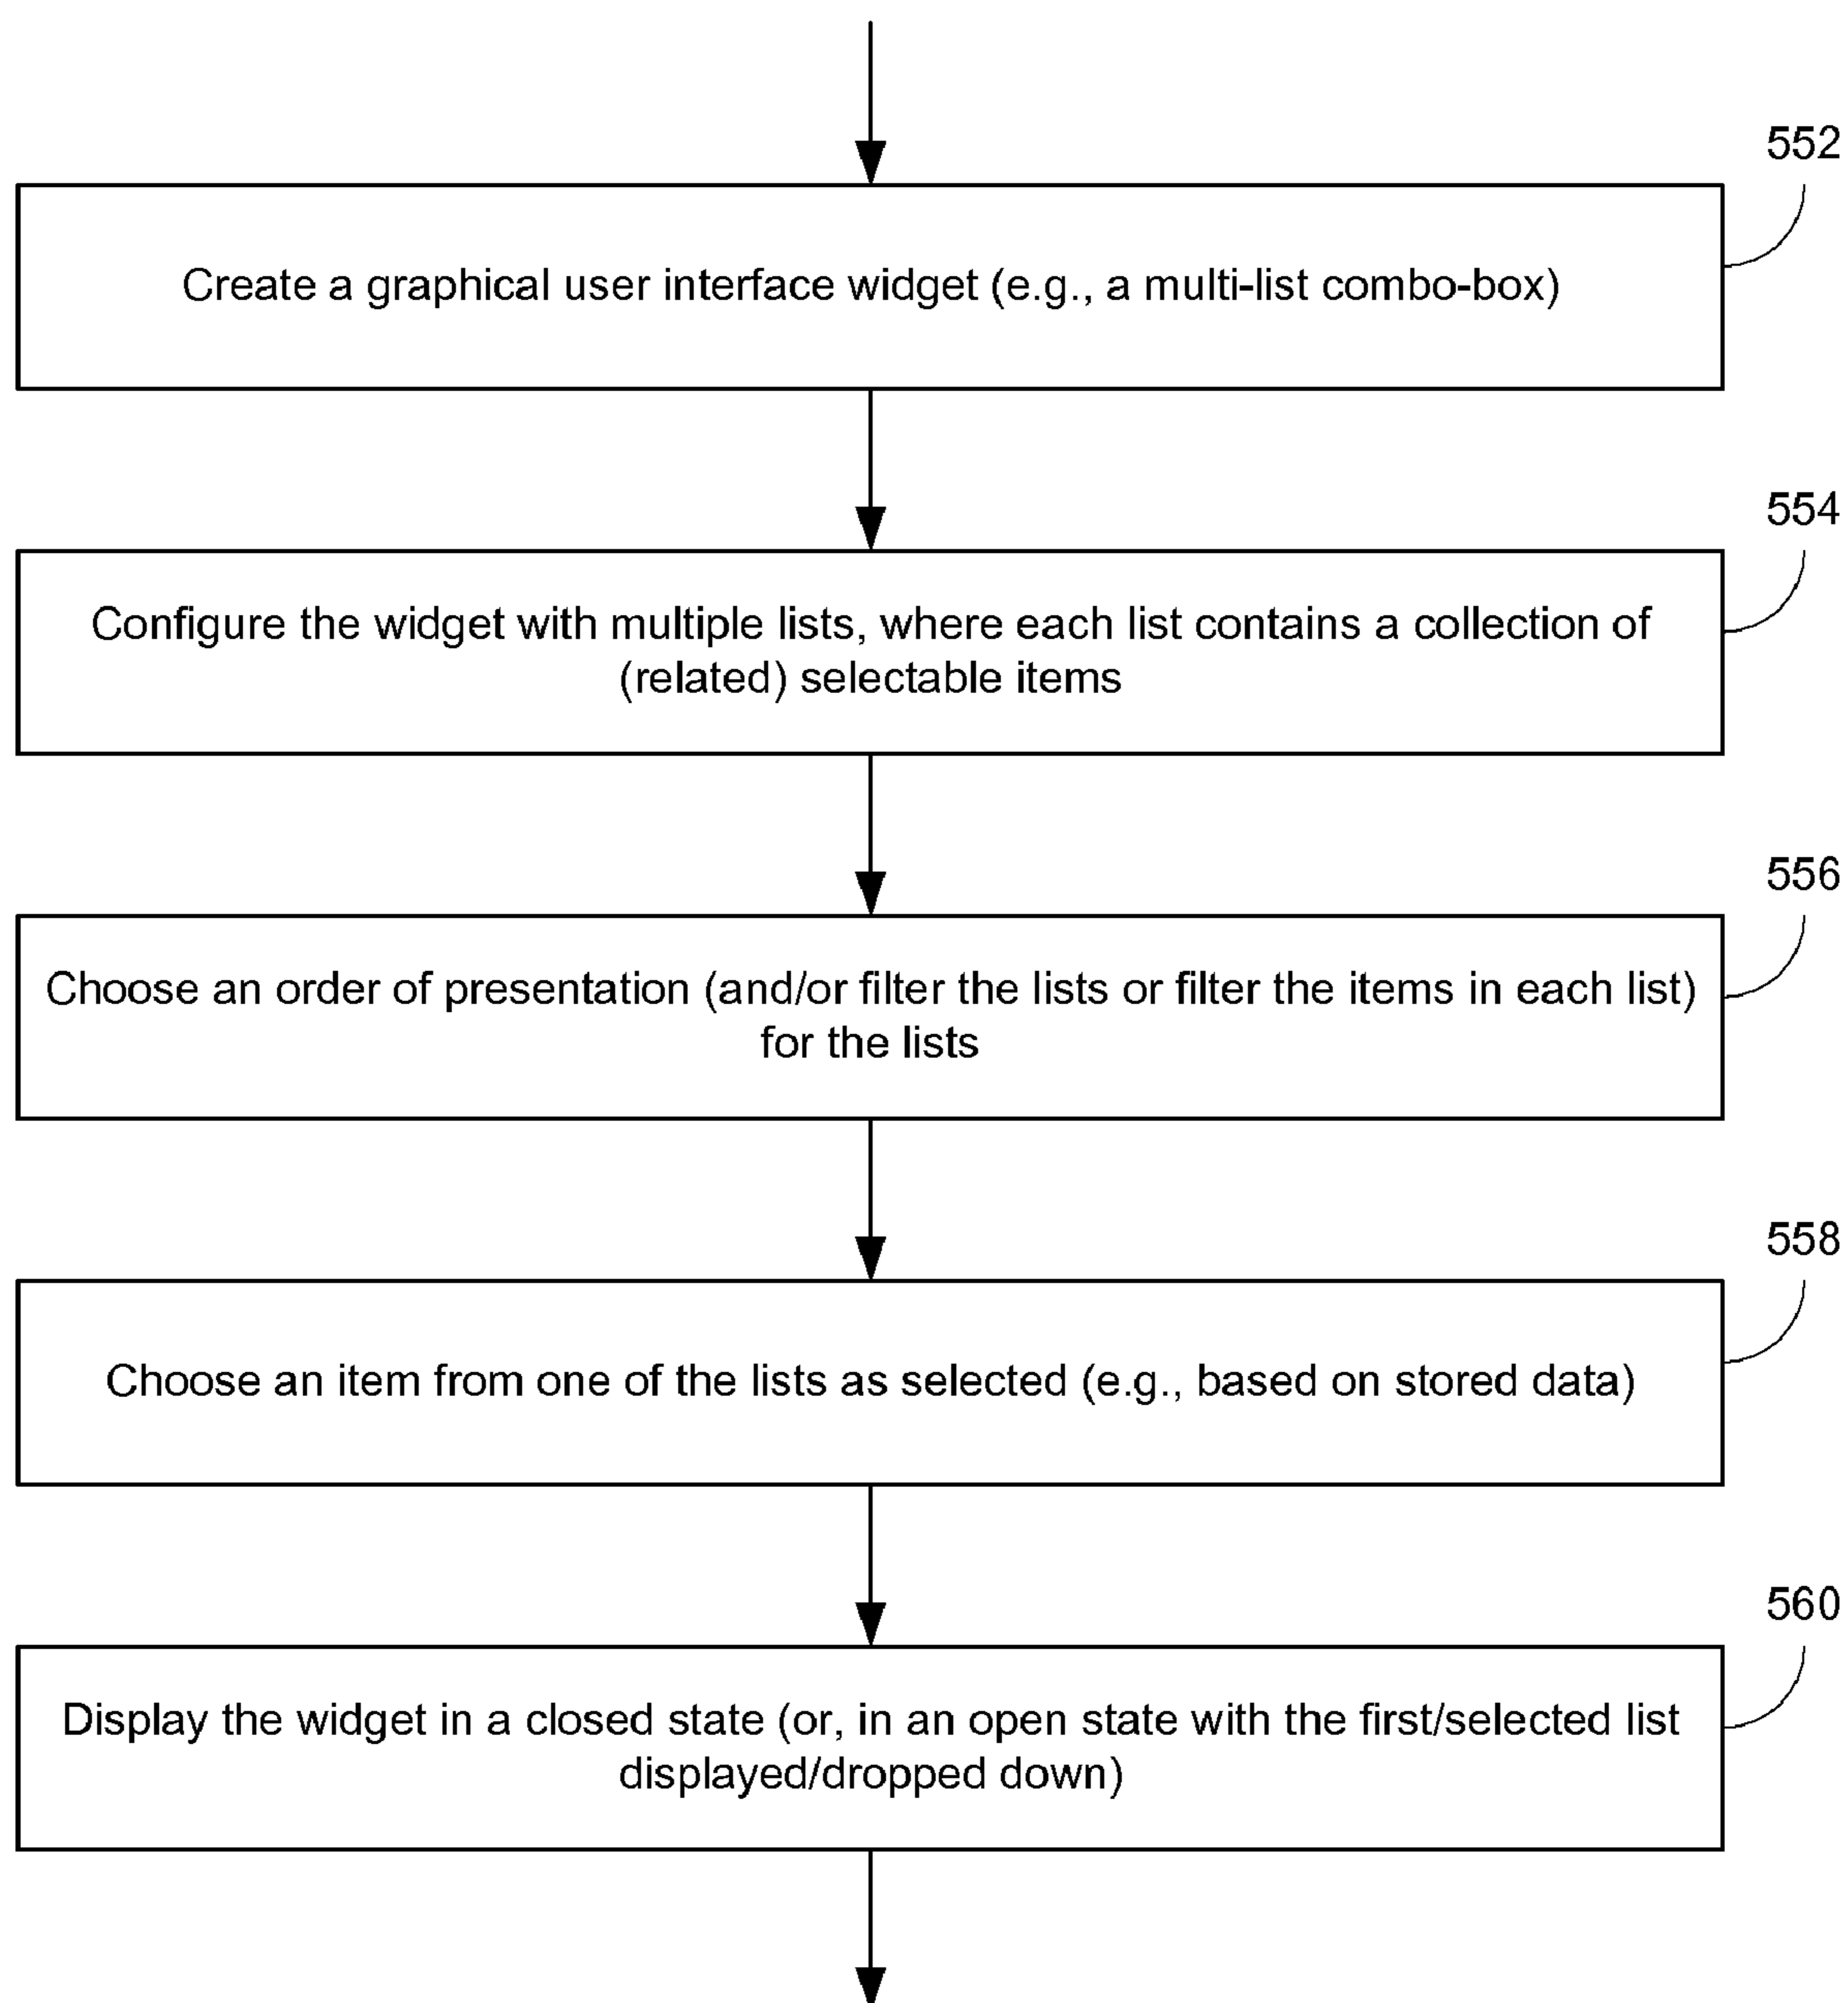 552
Create a graphical user interface widget (e.g., a multi-list combo-box)
554
Configure the widget with multiple lists, where each list contains a collection of
(related) selectable items
556
Choose an order of presentation (and/or filter the lists or filter the items in each list)
for the lists
558
Choose an item from one of the lists as selected (e.g., based on stored data)
560
Display the widget in a closed state (or, in an open state with the first/selected list
displayed/dropped down)